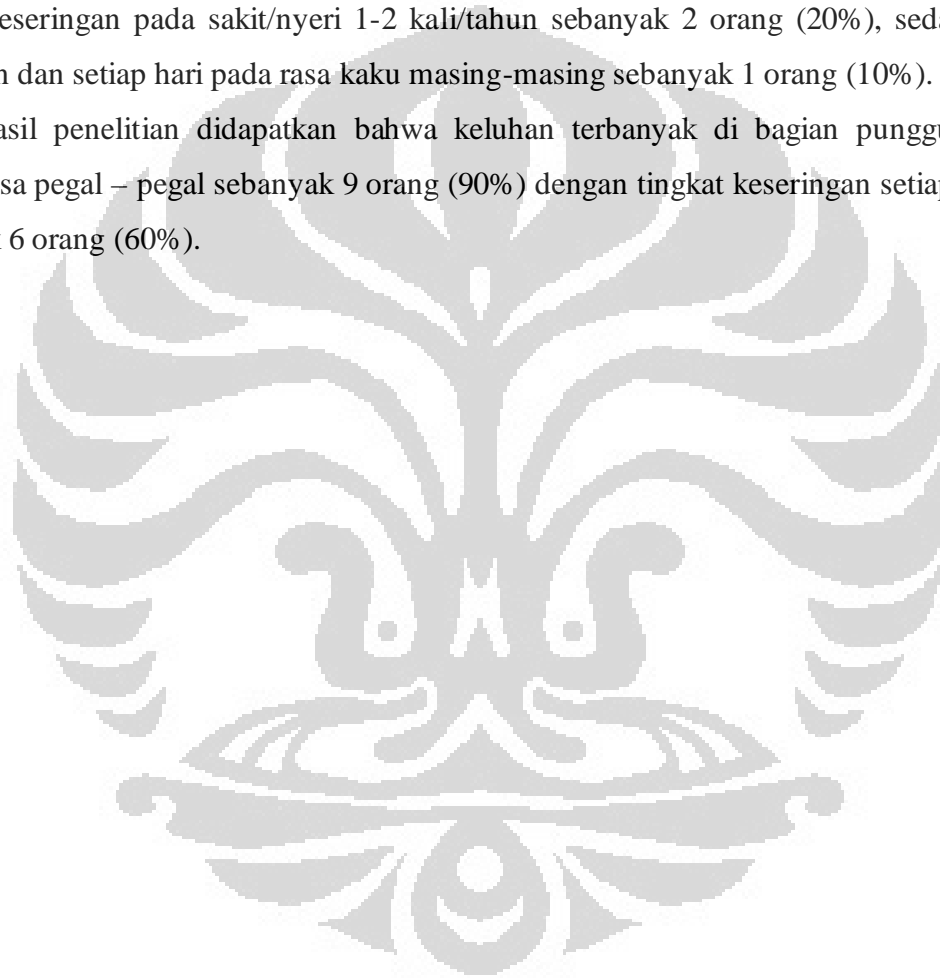 eseringan pada sakit/nyeri 1-2 kali/tahun sebanyak 2 orang (20%), seda
n dan setiap hari pada rasa kaku masing-masing sebanyak 1 orang (10%).
asil penelitian didapatkan bahwa keluhan terbanyak di bagian punggu
sa pegal – pegal sebanyak 9 orang (90%) dengan tingkat keseringan setiap
6 orang (60%).